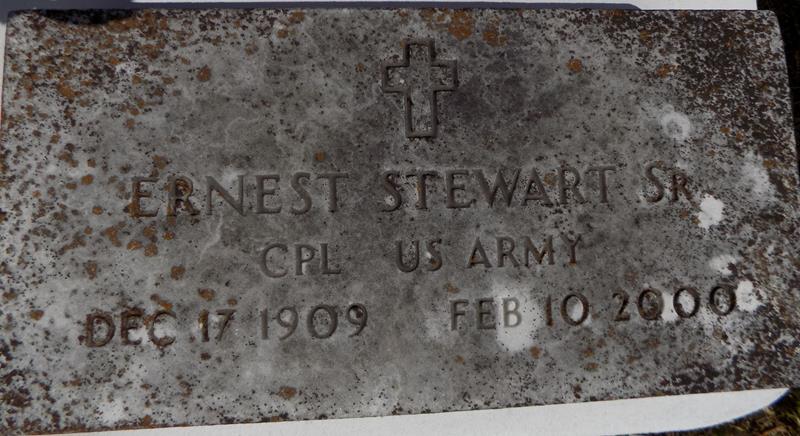 ERNEST STEWART SR
CPL US ARMY
DEC 17 1909 FEB 10 2000